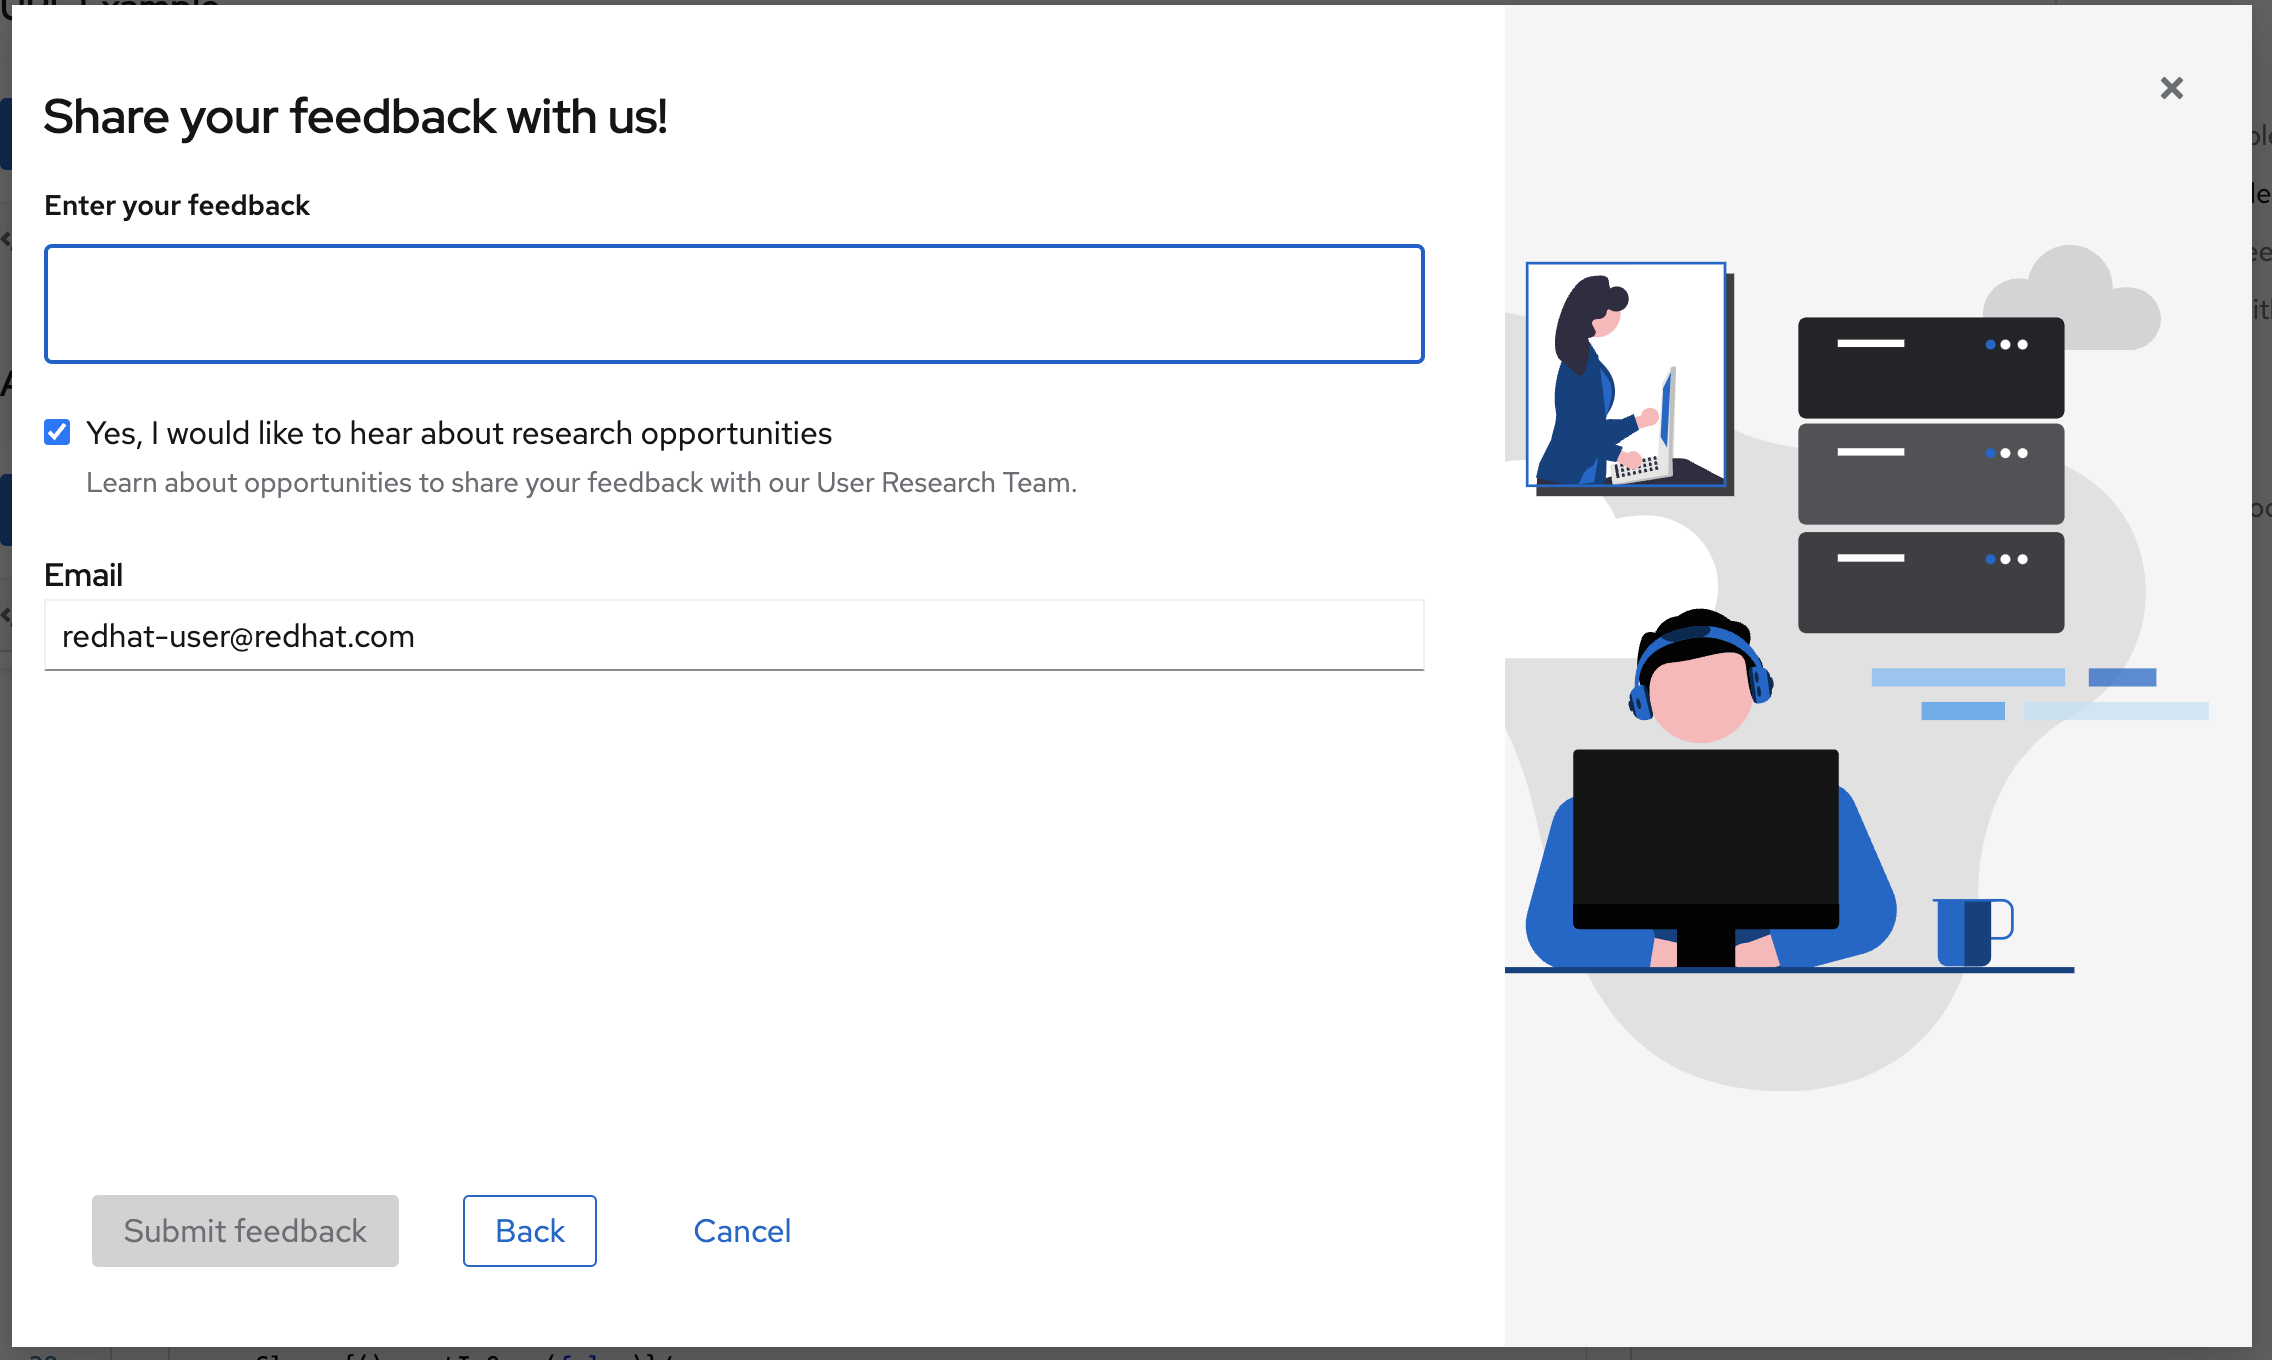 Share your feedback with us!
Enter your feedback
Yes, I would like to hear about research opportunities
Learn about opportunities to share your feedback with our User Research Team.
Email
redhat-user@redhat.com
Submit feedback
Back
Cancel